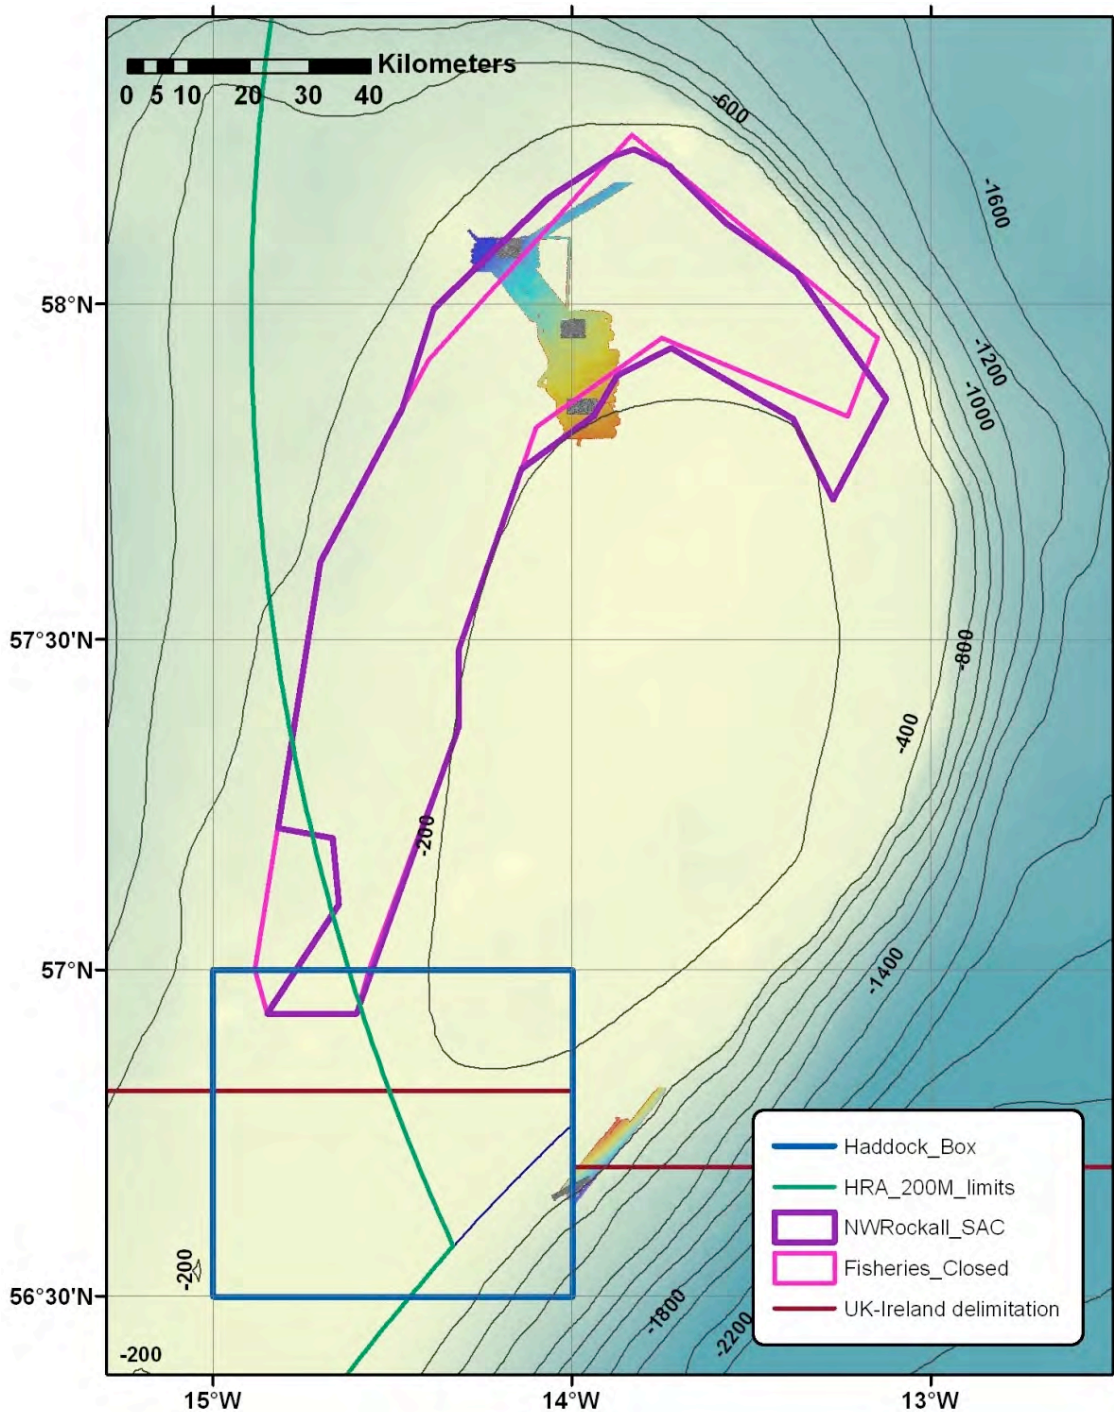 Kilometers
0 5 10 20 30 40
-600
-1600
58°N
-1200
-1000
57°30'N
-800
-400
-200
57°N
-1400
Haddock_Box
HRA_200M_limits
NWRockall_SAC
Fisheries_Closed
UK-Ireland delimitation
-200
56°30'N
-1800
-2200
-200
15°W 14°W 13°W